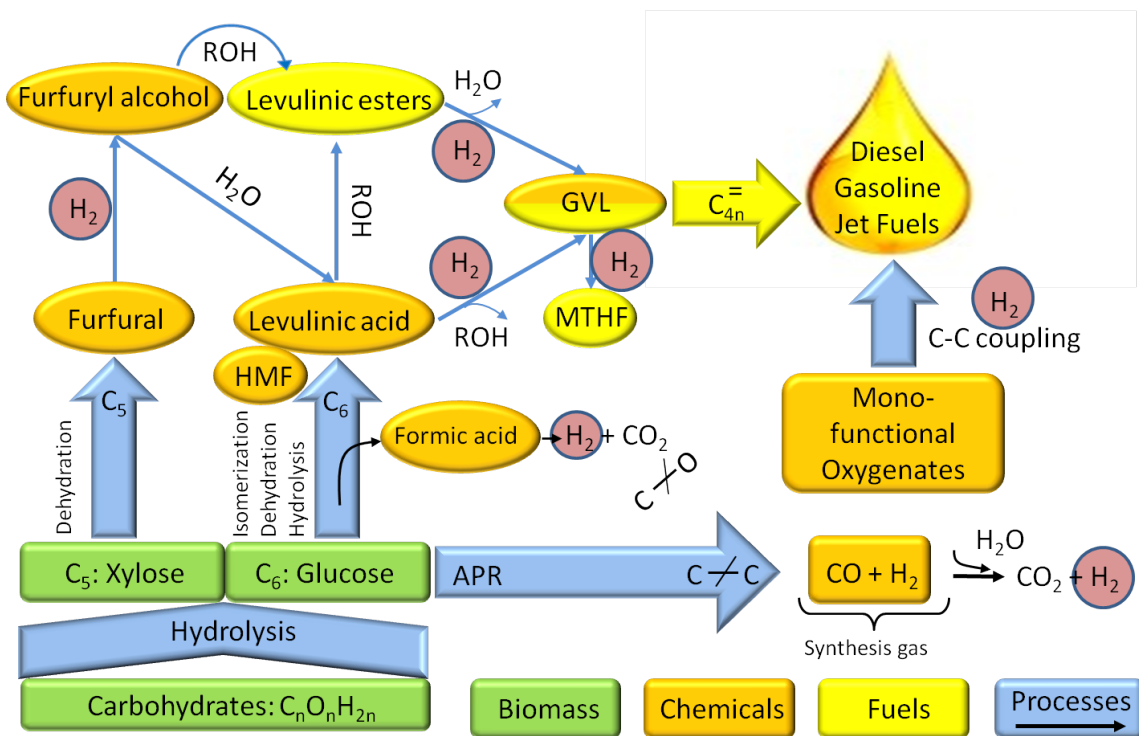 ROH
Furfuryl alcohol
Levulinic esters
H₂O
H₂
Diesel
Gasoline
Jet Fuels
H₂
H₂O
ROH
GVL
C₄ₙ⁼
H₂
H₂
Furfural
Levulinic acid
ROH
MTHF
H₂
C-C coupling
HMF
C₅
C₆
Dehydration
Isomerization
Dehydration
Hydrolysis
Formic acid
H₂ + CO₂
C O
Mono-
functional
Oxygenates
C₅: Xylose
C₆: Glucose
APR
C C
CO + H₂
H₂O
CO₂ + H₂
Synthesis gas
Hydrolysis
Carbohydrates: CₙOₙH₂ₙ
Biomass
Chemicals
Fuels
Processes